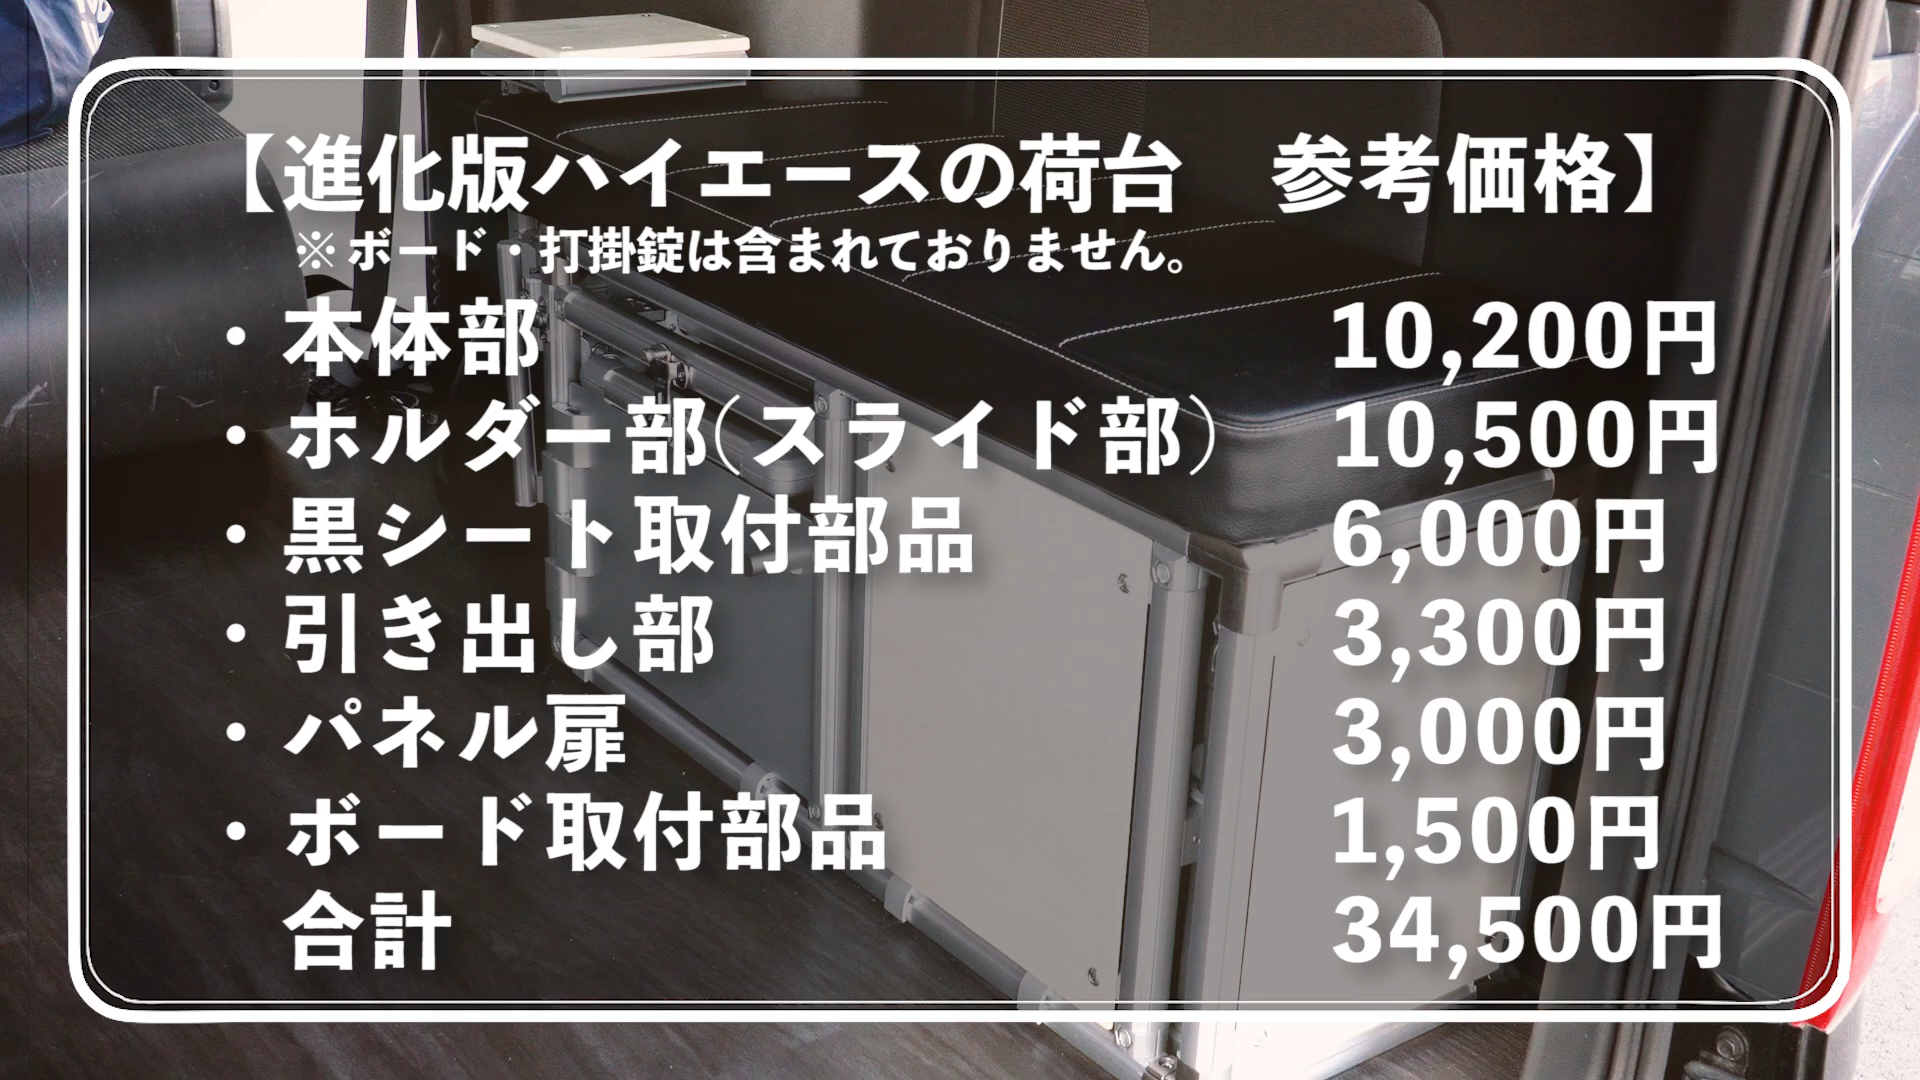 【進化版ハイエースの荷台　参考価格】
※ボード・打掛錠は含まれておりません。
・本体部　10,200円
・ホルダー部(スライド部)　10,500円
・黒シート取付部品　6,000円
・引き出し部　3,300円
・パネル扉　3,000円
・ボード取付部品　1,500円
合計　34,500円